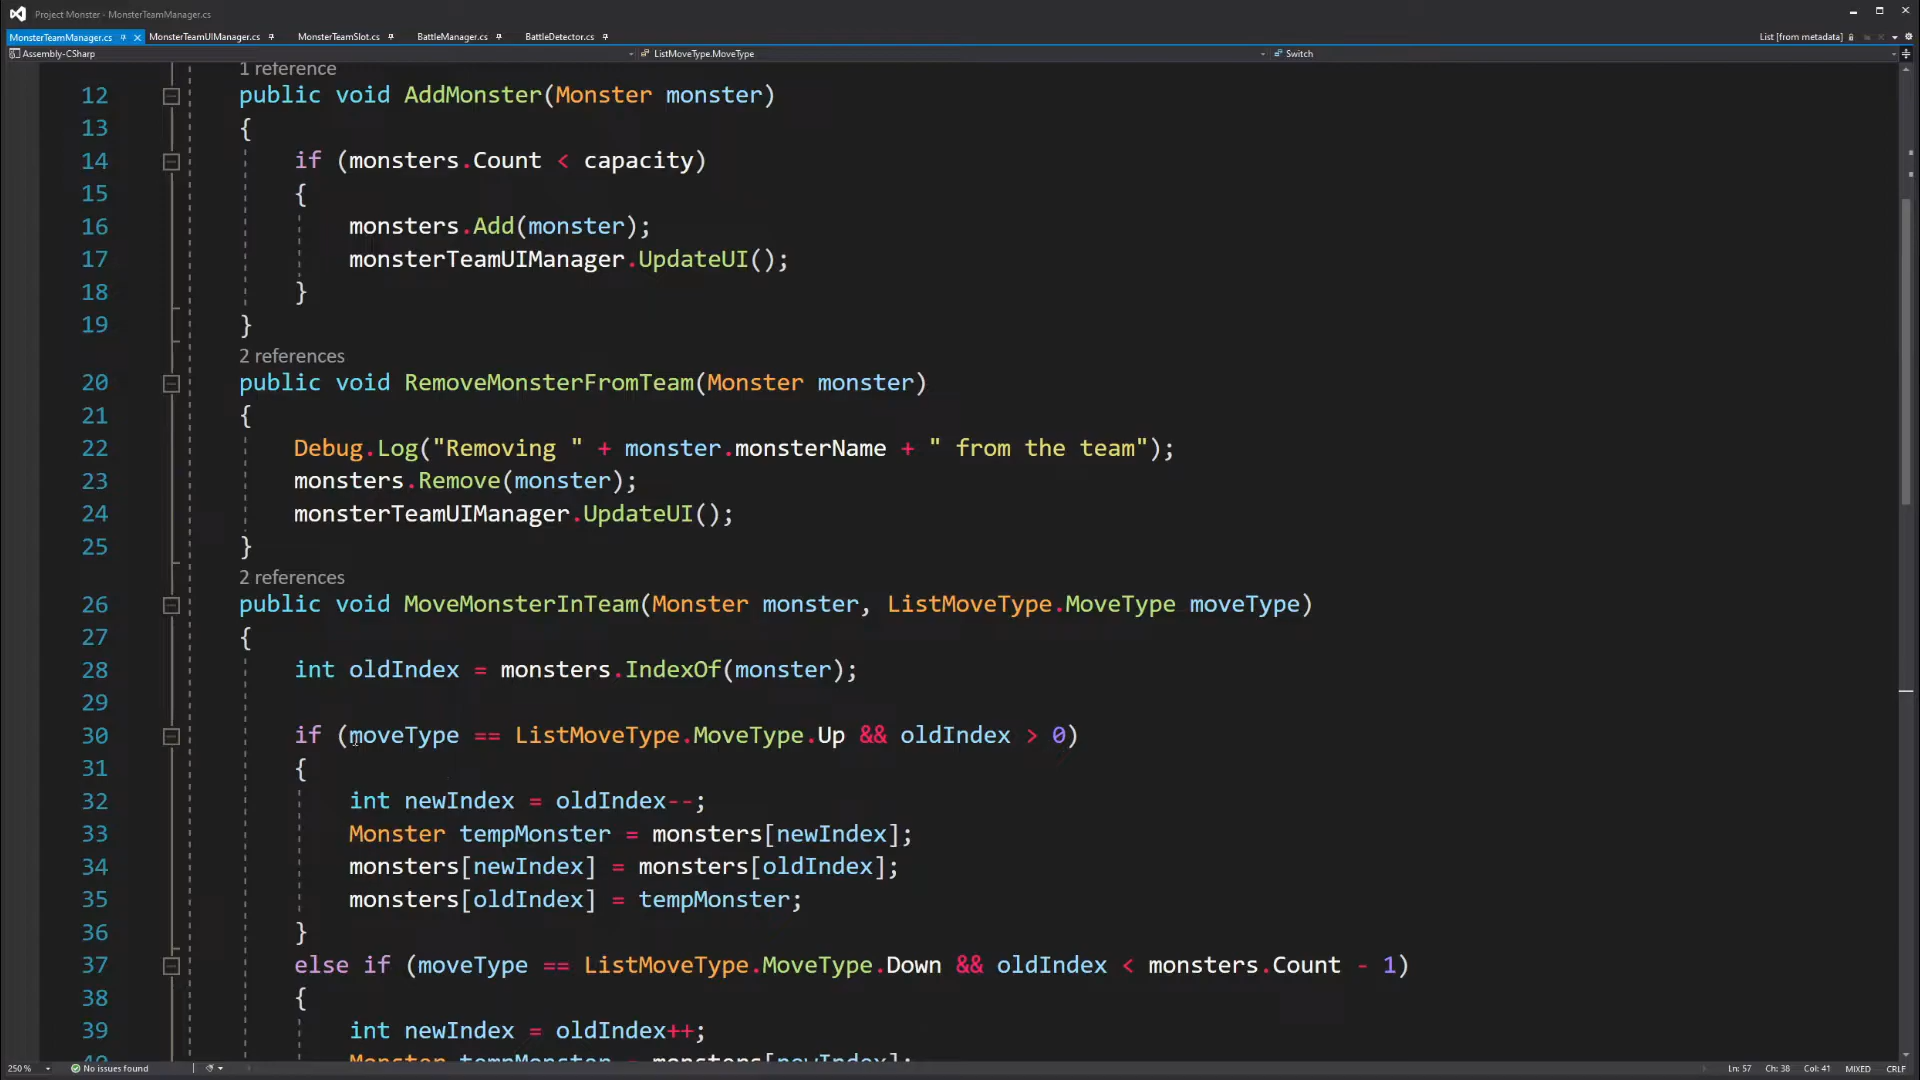 Project Monster - MonsterTeamManager.cs
MonsterTeamManager.cs
MonsterTeamUIManager.cs
MonsterTeamSlot.cs
BattleManager.cs
BattleDetector.cs
List [from metadata]
Assembly-CSharp
ListMoveType.MoveType
Switch
1 reference
12 public void AddMonster(Monster monster)
13 {
14 if (monsters.Count < capacity)
15 {
16 monsters.Add(monster);
17 monsterTeamUIManager.UpdateUI();
18 }
19 }
2 references
20 public void RemoveMonsterFromTeam(Monster monster)
21 {
22 Debug.Log("Removing " + monster.monsterName + " from the team");
23 monsters.Remove(monster);
24 monsterTeamUIManager.UpdateUI();
25 }
2 references
26 public void MoveMonsterInTeam(Monster monster, ListMoveType.MoveType moveType)
27 {
28 int oldIndex = monsters.IndexOf(monster);
29
30 if (moveType == ListMoveType.MoveType.Up && oldIndex > 0)
31 {
32 int newIndex = oldIndex--;
33 Monster tempMonster = monsters[newIndex];
34 monsters[newIndex] = monsters[oldIndex];
35 monsters[oldIndex] = tempMonster;
36 }
37 else if (moveType == ListMoveType.MoveType.Down && oldIndex < monsters.Count - 1)
38 {
39 int newIndex = oldIndex++;
40 Monster tempMonster = monsters[newIndex];
250 %
No issues found
Ln: 57 Ch: 38 Col: 41 MIXED CRLF